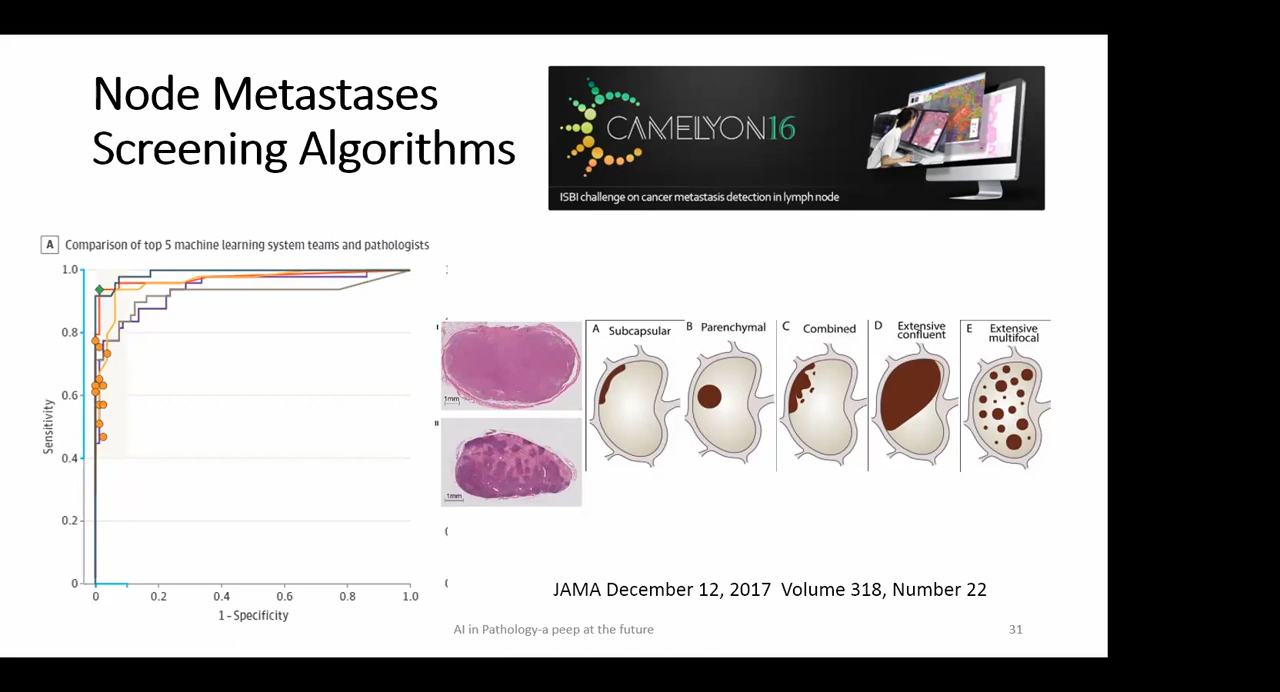 Node Metastases
Screening Algorithms
CAMELYON16
ISBI challenge on cancer metastasis detection in lymph node
A Comparison of top 5 machine learning system teams and pathologists
1.0
0.8
0.6
0.4
0.2
0
Sensitivity
0 0.2 0.4 0.6 0.8 1.0
1 - Specificity
1mm
1mm
A Subcapsular
B Parenchymal
C Combined
D Extensive
confluent
E Extensive
multifocal
JAMA December 12, 2017 Volume 318, Number 22
AI in Pathology-a peep at the future
31